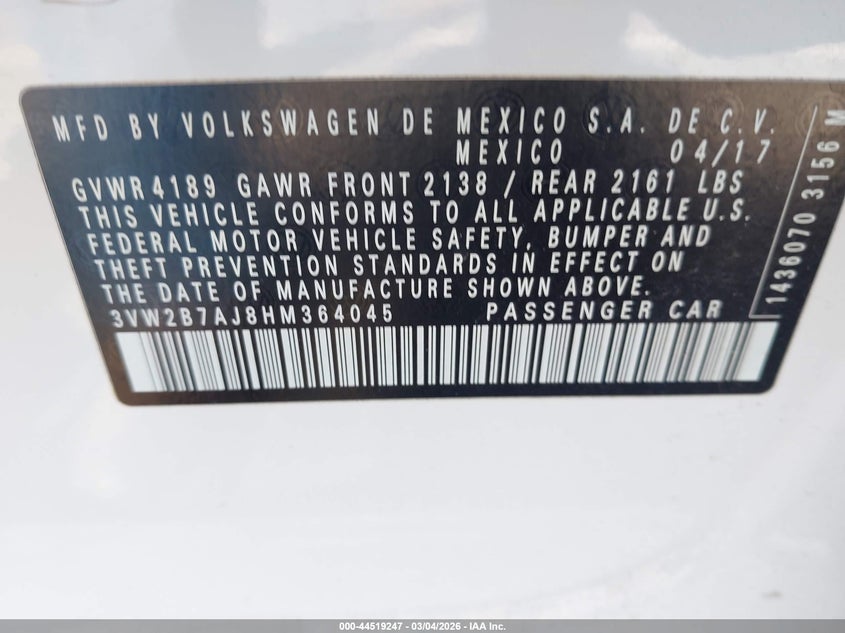 MFD BY VOLKSWAGEN DE MEXICO S.A. DE C.V.
MEXICO 04/17
GVWR 4189 GAWR FRONT 2138 / REAR 2161 LBS
THIS VEHICLE CONFORMS TO ALL APPLICABLE U.S.
FEDERAL MOTOR VEHICLE SAFETY, BUMPER AND
THEFT PREVENTION STANDARDS IN EFFECT ON
THE DATE OF MANUFACTURE SHOWN ABOVE.
3VW2B7AJ8HM364045 PASSENGER CAR
1436070 3156 M
000-44519247 - 03/04/2026 - IAA Inc.